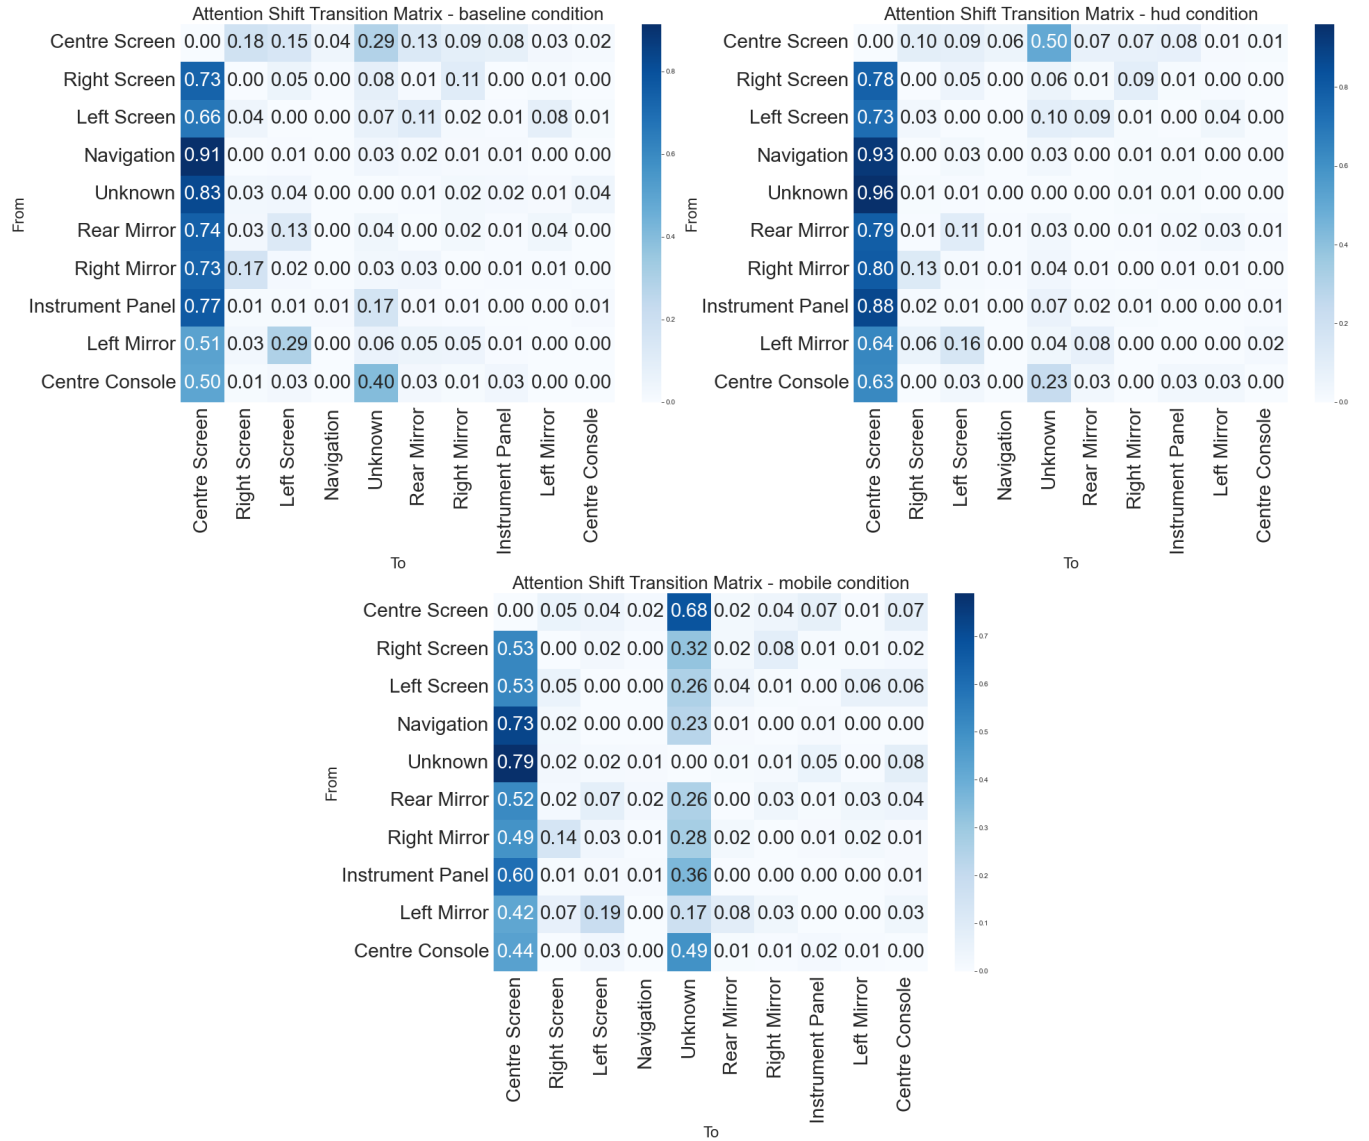 Attention Shift Transition Matrix - baseline condition
Centre Screen 0.00 0.18 0.15 0.04 0.29 0.13 0.09 0.08 0.03 0.02
Right Screen 0.73 0.00 0.05 0.00 0.08 0.01 0.11 0.00 0.01 0.00
Left Screen 0.66 0.04 0.00 0.00 0.07 0.11 0.02 0.01 0.08 0.01
Navigation 0.91 0.00 0.01 0.00 0.03 0.02 0.01 0.01 0.00 0.00
Unknown 0.83 0.03 0.04 0.00 0.00 0.01 0.02 0.02 0.01 0.04
Rear Mirror 0.74 0.03 0.13 0.00 0.04 0.00 0.02 0.01 0.04 0.00
Right Mirror 0.73 0.17 0.02 0.00 0.03 0.03 0.00 0.01 0.01 0.00
Instrument Panel 0.77 0.01 0.01 0.01 0.17 0.01 0.01 0.00 0.00 0.01
Left Mirror 0.51 0.03 0.29 0.00 0.06 0.05 0.05 0.01 0.00 0.00
Centre Console 0.50 0.01 0.03 0.00 0.40 0.03 0.01 0.03 0.00 0.00
From
Centre Screen
Right Screen
Left Screen
Navigation
Unknown
Rear Mirror
Right Mirror
Instrument Panel
Left Mirror
Centre Console
To
0.8
0.6
0.4
0.2
0.0
Attention Shift Transition Matrix - hud condition
Centre Screen 0.00 0.10 0.09 0.06 0.50 0.07 0.07 0.08 0.01 0.01
Right Screen 0.78 0.00 0.05 0.00 0.06 0.01 0.09 0.01 0.00 0.00
Left Screen 0.73 0.03 0.00 0.00 0.10 0.09 0.01 0.00 0.04 0.00
Navigation 0.93 0.00 0.03 0.00 0.03 0.00 0.01 0.01 0.00 0.00
Unknown 0.96 0.01 0.01 0.00 0.00 0.00 0.01 0.01 0.00 0.00
Rear Mirror 0.79 0.01 0.11 0.01 0.03 0.00 0.01 0.02 0.03 0.01
Right Mirror 0.80 0.13 0.01 0.01 0.04 0.01 0.00 0.00 0.01 0.00
Instrument Panel 0.88 0.02 0.01 0.00 0.07 0.02 0.01 0.00 0.00 0.01
Left Mirror 0.64 0.06 0.16 0.00 0.04 0.08 0.00 0.00 0.00 0.02
Centre Console 0.63 0.00 0.03 0.00 0.23 0.03 0.00 0.03 0.03 0.00
From
Centre Screen
Right Screen
Left Screen
Navigation
Unknown
Rear Mirror
Right Mirror
Instrument Panel
Left Mirror
Centre Console
To
0.8
0.6
0.4
0.2
0.0
Attention Shift Transition Matrix - mobile condition
Centre Screen 0.00 0.05 0.04 0.02 0.68 0.02 0.04 0.07 0.01 0.07
Right Screen 0.53 0.00 0.02 0.00 0.32 0.02 0.08 0.01 0.01 0.02
Left Screen 0.53 0.05 0.00 0.00 0.26 0.04 0.01 0.00 0.06 0.06
Navigation 0.73 0.02 0.00 0.00 0.23 0.01 0.00 0.01 0.00 0.00
Unknown 0.79 0.02 0.02 0.01 0.00 0.01 0.01 0.05 0.00 0.08
Rear Mirror 0.52 0.02 0.07 0.02 0.26 0.00 0.03 0.01 0.03 0.04
Right Mirror 0.49 0.14 0.03 0.01 0.28 0.02 0.00 0.01 0.02 0.01
Instrument Panel 0.60 0.01 0.01 0.01 0.36 0.00 0.00 0.00 0.00 0.01
Left Mirror 0.42 0.07 0.19 0.00 0.17 0.08 0.03 0.00 0.00 0.03
Centre Console 0.44 0.00 0.03 0.00 0.49 0.01 0.01 0.02 0.01 0.00
From
Centre Screen
Right Screen
Left Screen
Navigation
Unknown
Rear Mirror
Right Mirror
Instrument Panel
Left Mirror
Centre Console
To
0.7
0.6
0.5
0.4
0.3
0.2
0.1
0.0